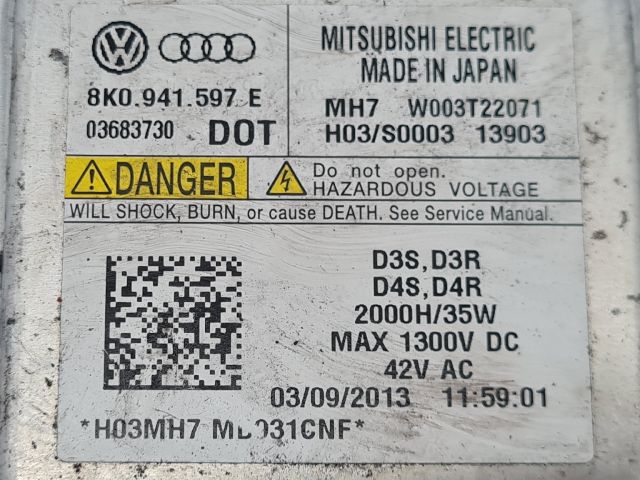 8K0.941.597 E
03683730 DOT
MITSUBISHI ELECTRIC
MADE IN JAPAN
MH7 W003T22071
H03/S0003 13903
DANGER
Do not open.
HAZARDOUS VOLTAGE
WILL SHOCK, BURN, or cause DEATH. See Service Manual.
D3S,D3R
D4S,D4R
2000H/35W
MAX 1300V DC
42V AC
03/09/2013 11:59:01
*H03MH7